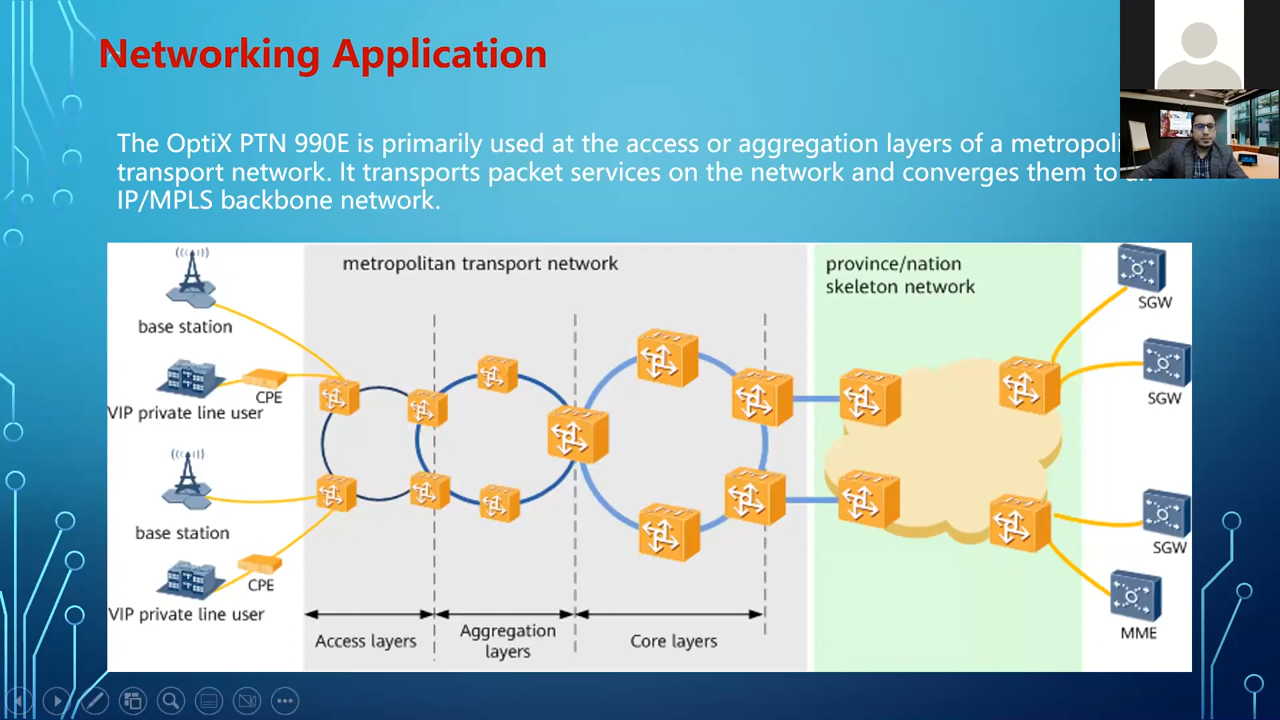 Networking Application
The OptiX PTN 990E is primarily used at the access or aggregation layers of a
transport network. It transports packet services on the network and converges them to
IP/MPLS backbone network.
metropolitan transport network
province/nation
skeleton network
SGW
base station
SGW
CPE
VIP private line user
base station
SGW
CPE
VIP private line user
MME
Access layers
Aggregation
layers
Core layers